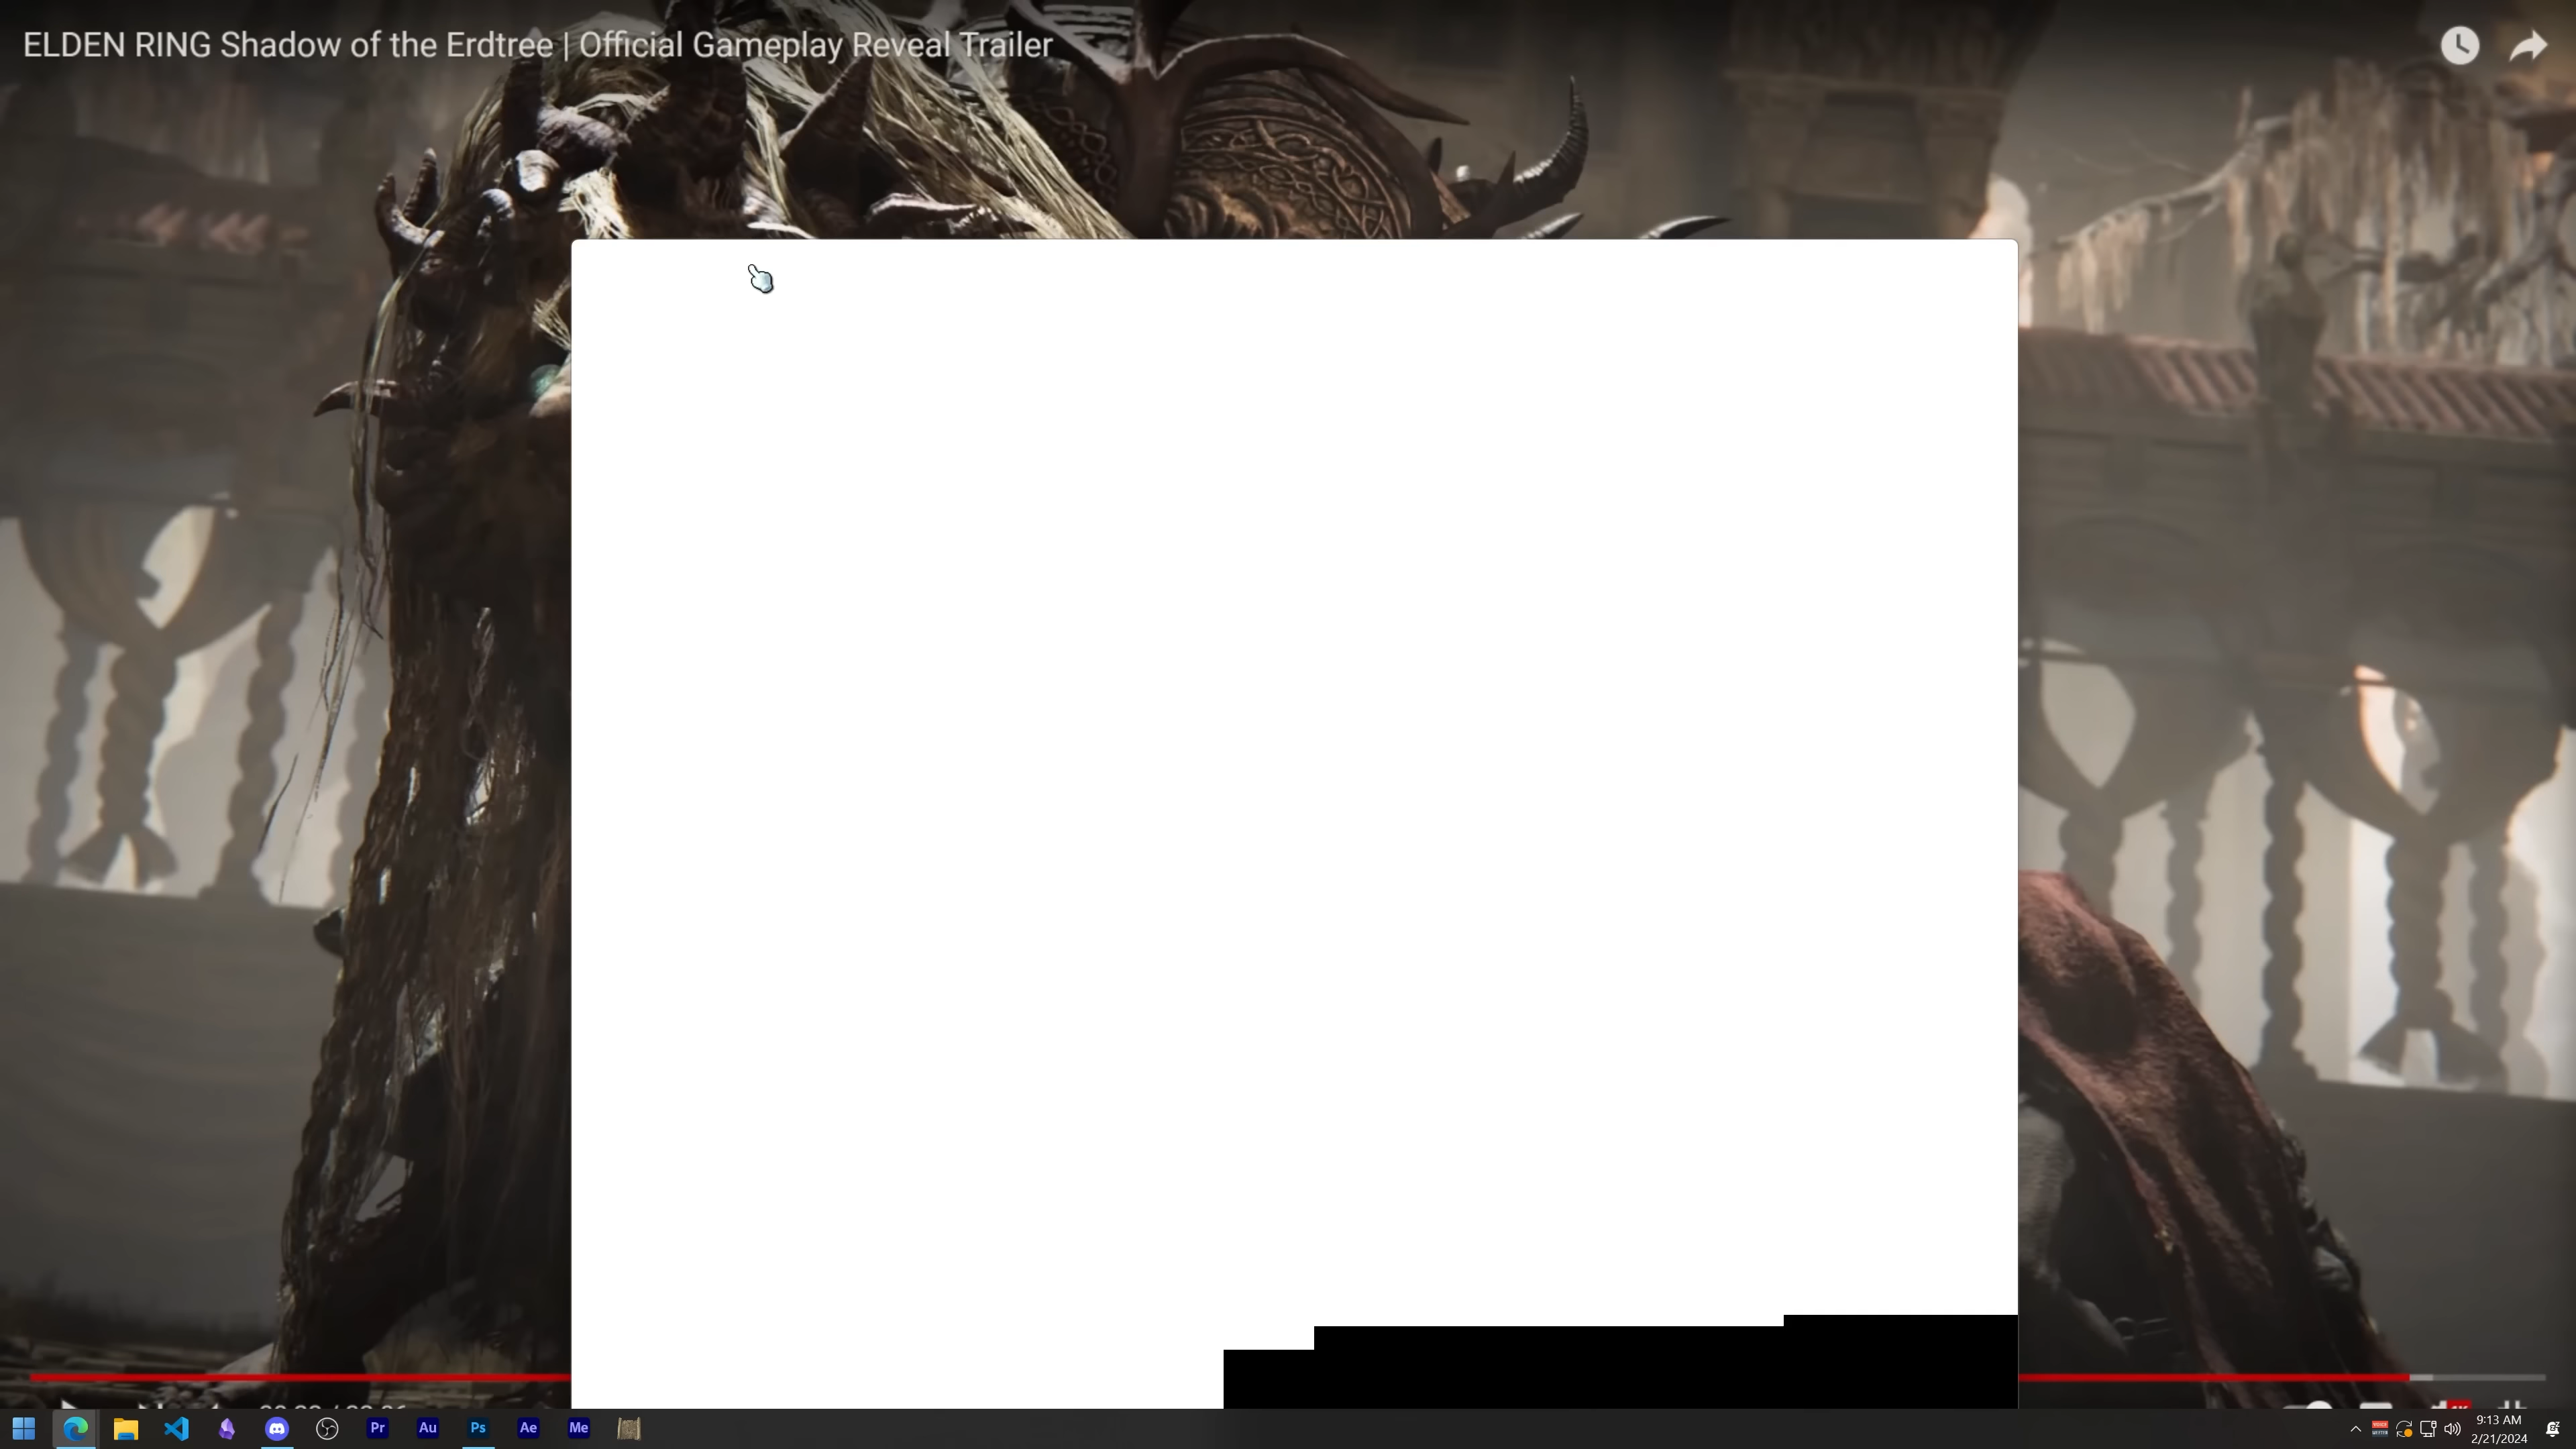 ELDEN RING Shadow of the Erdtree | Official Gameplay Reveal Trailer
Pr
Au
Ps
Ae
Me
9:13 AM
2/21/2024